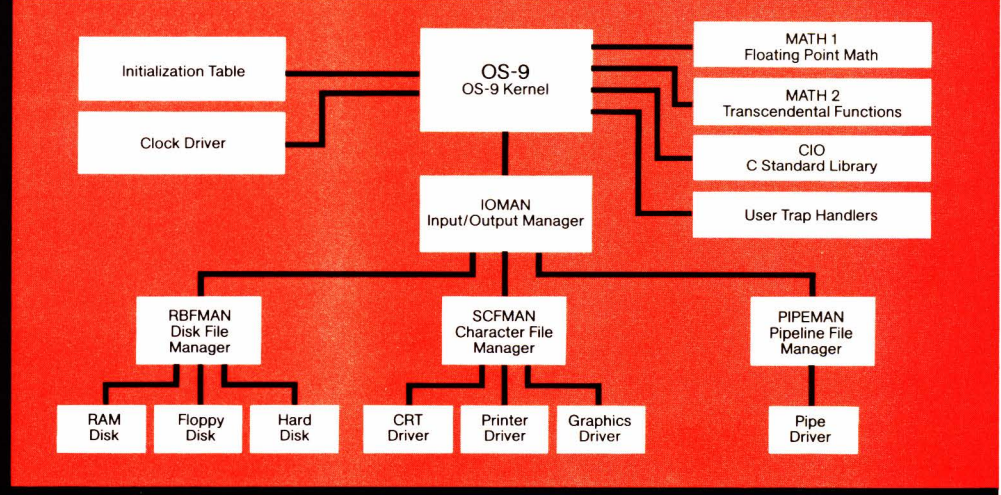 Initialization Table
Clock Driver
OS-9
OS-9 Kernel
MATH 1
Floating Point Math
MATH 2
Transcendental Functions
CIO
C Standard Library
User Trap Handlers
IOMAN
Input/Output Manager
RBFMAN
Disk File
Manager
SCFMAN
Character File
Manager
PIPEMAN
Pipeline File
Manager
RAM
Disk
Floppy
Disk
Hard
Disk
CRT
Driver
Printer
Driver
Graphics
Driver
Pipe
Driver